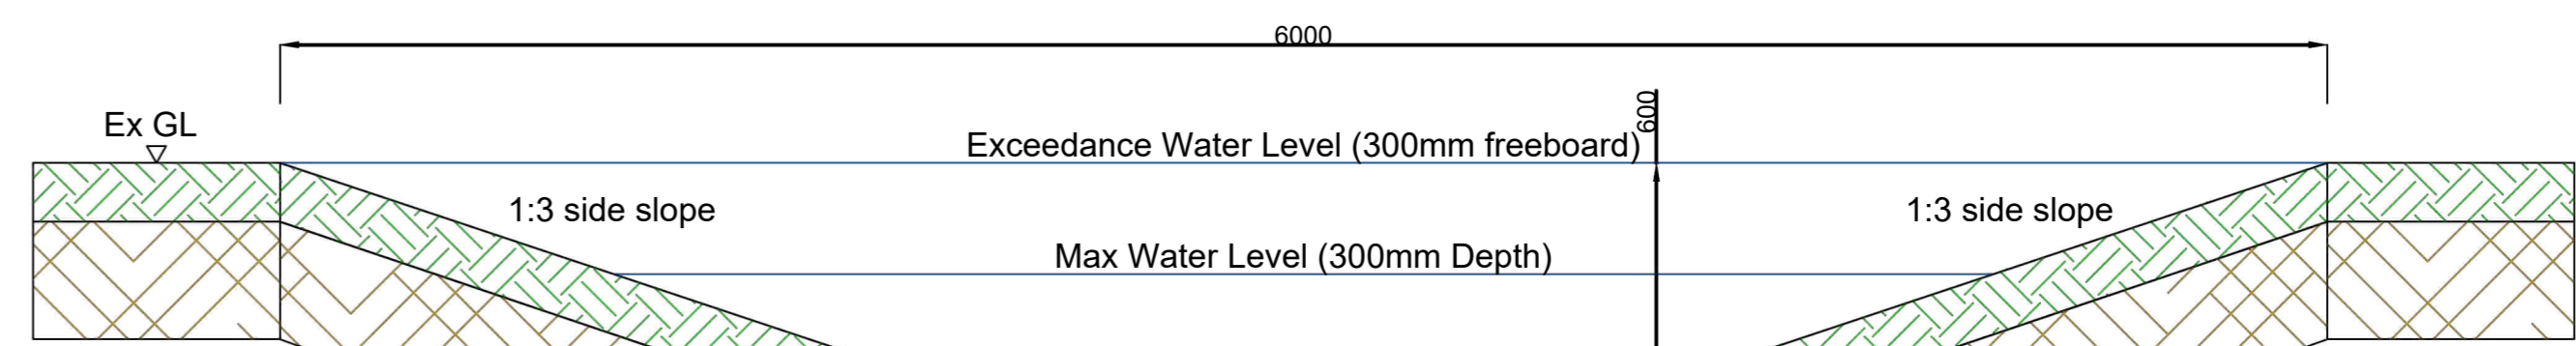 6000
600
Ex GL
Exceedance Water Level (300mm freeboard)
1:3 side slope
1:3 side slope
Max Water Level (300mm Depth)